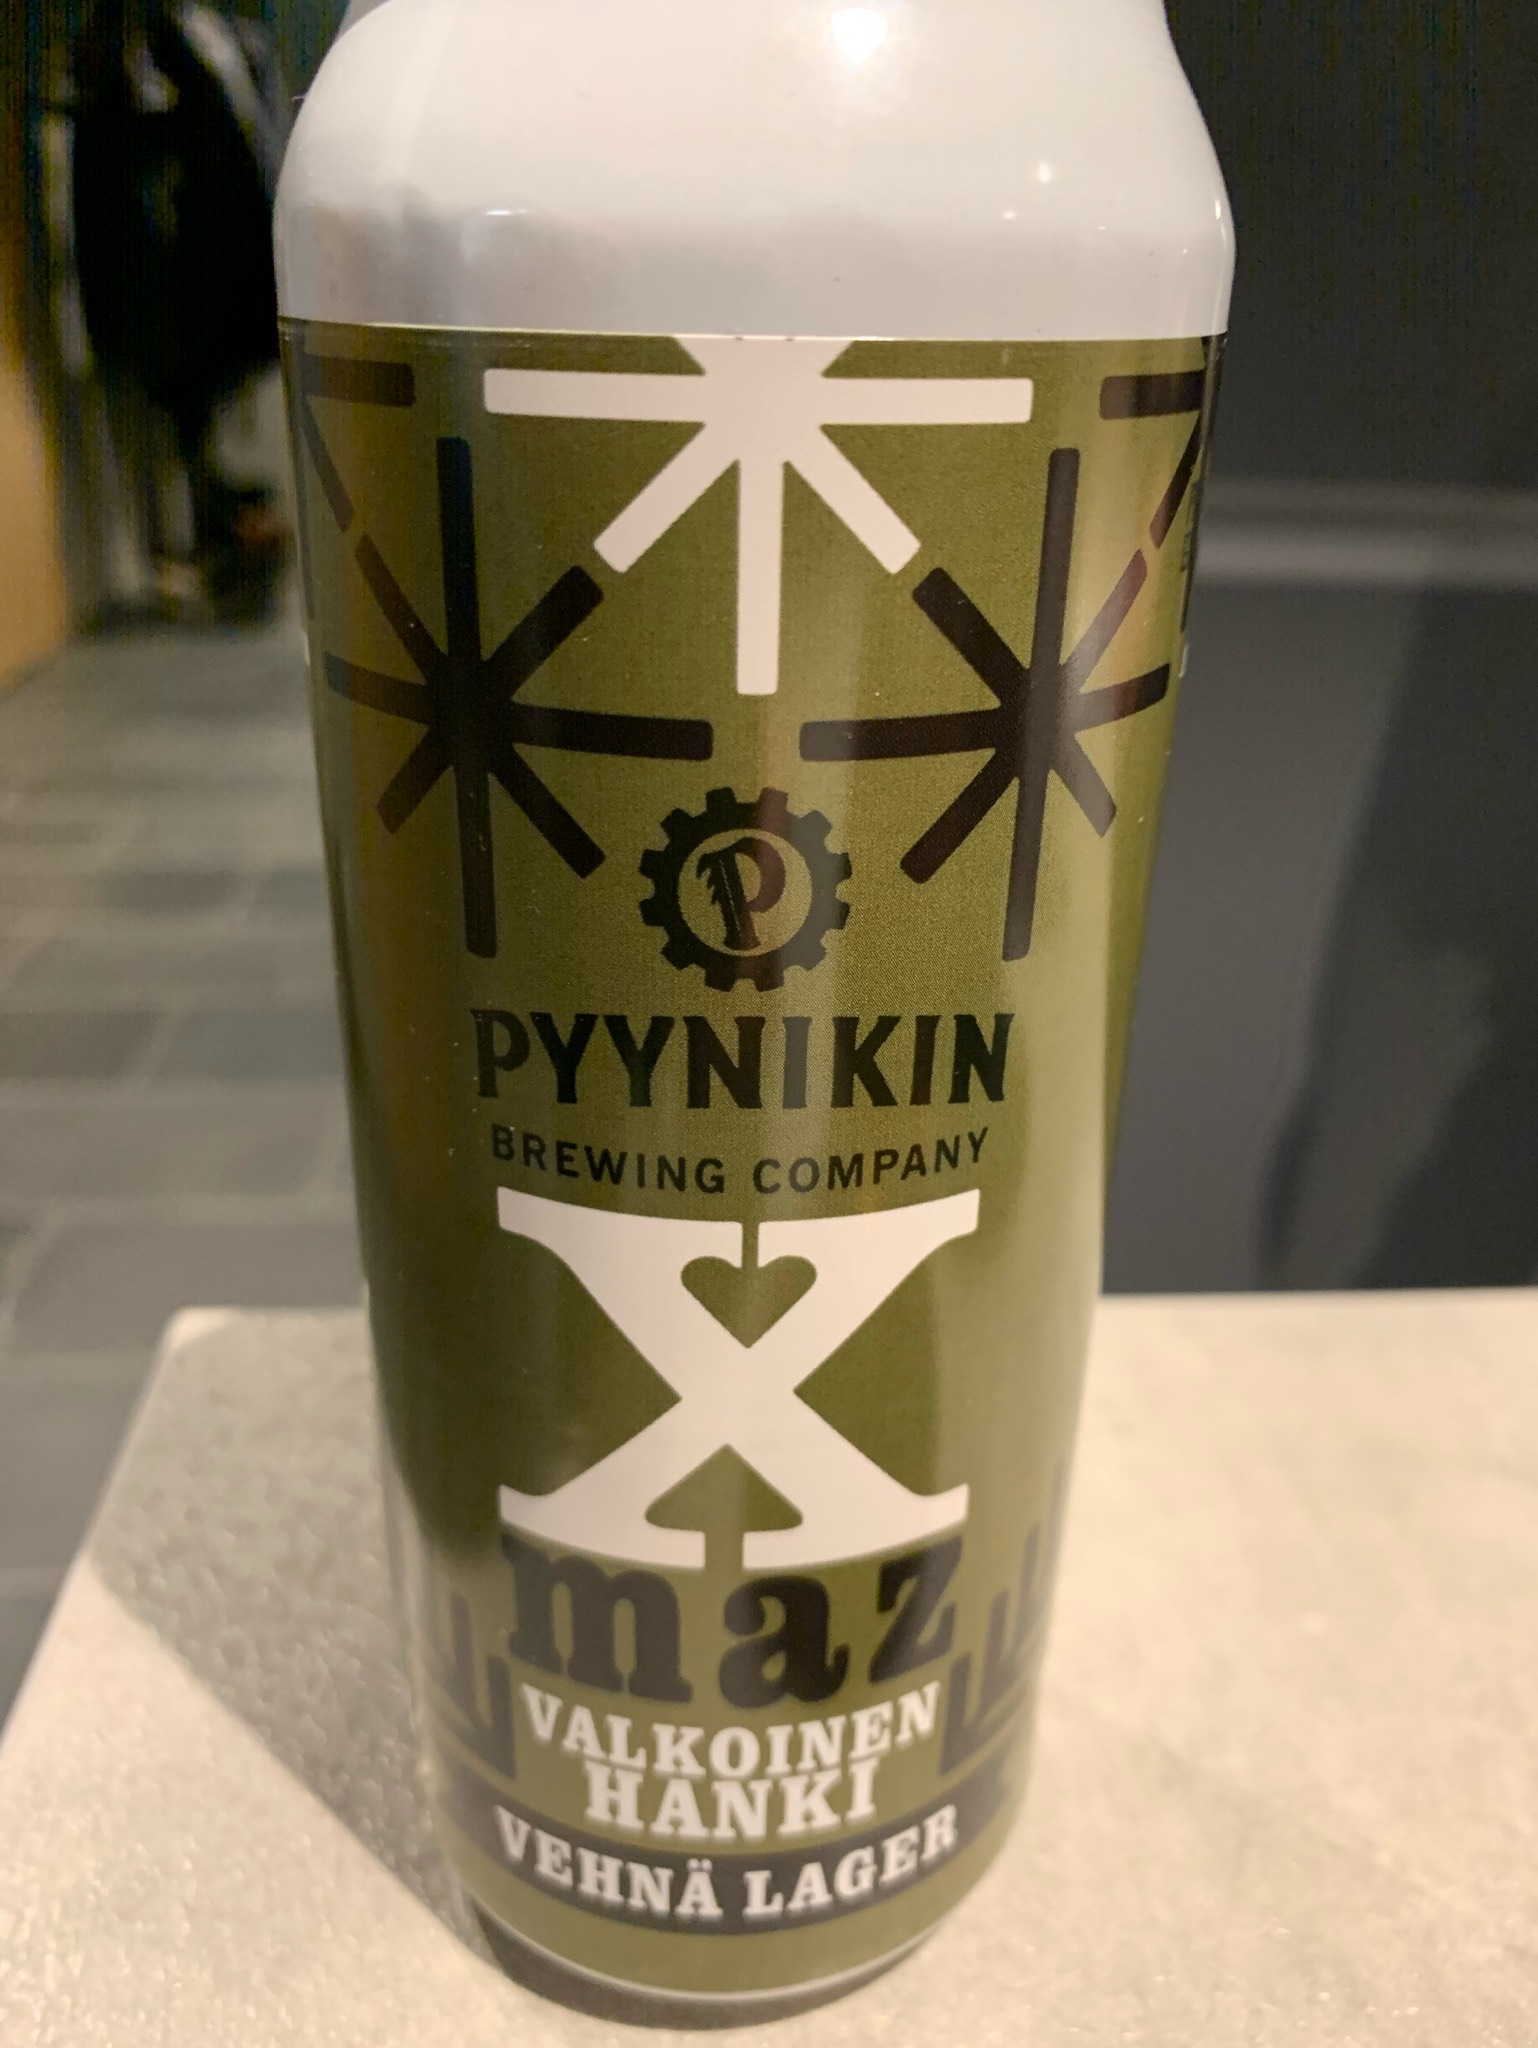 P
PYYNIKIN
BREWING COMPANY
X
maz
VALKOINEN
HANKI
VEHNÄ LAGER